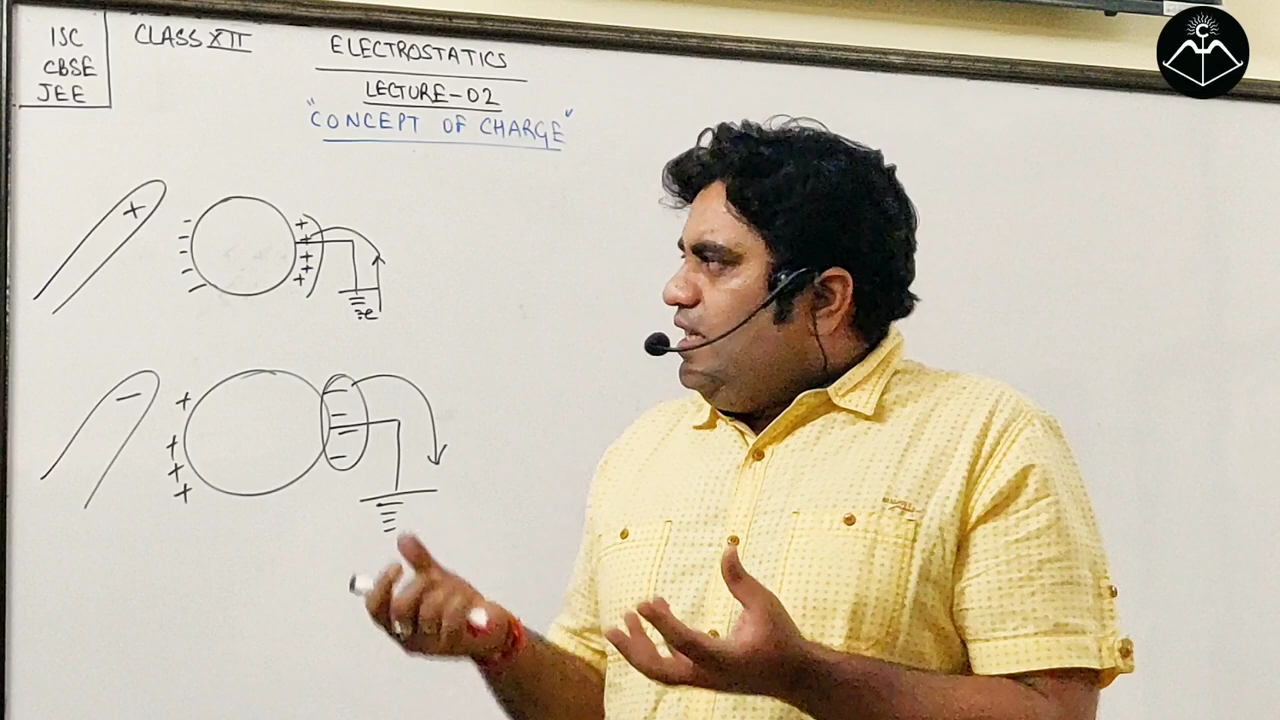 ISC
CBSE
JEE
CLASS XII
ELECTROSTATICS
LECTURE-02
"CONCEPT OF CHARGE"
+
- - - - -
+ + + + +
-e
-
+ + + +
- - - -
C